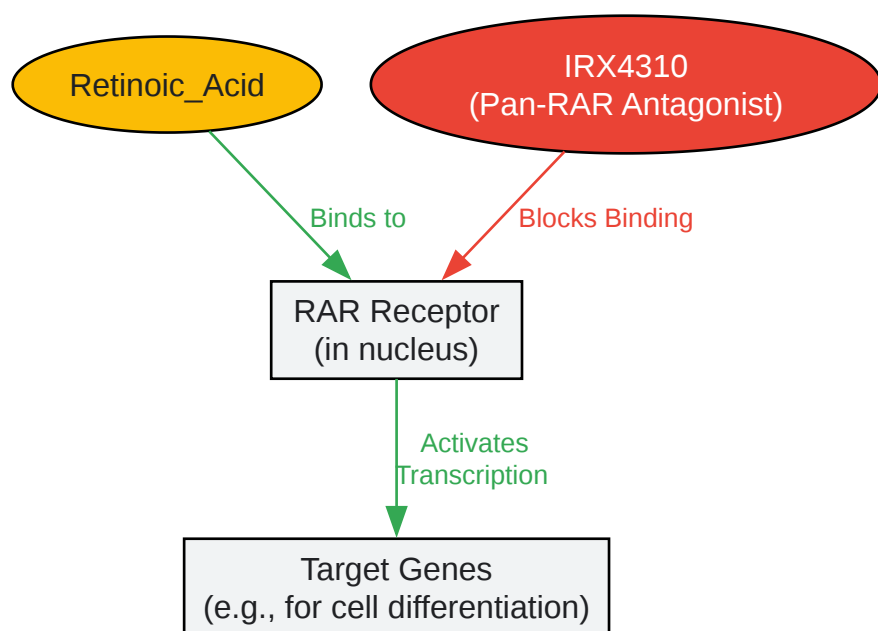 Retinoic_Acid
IRX4310
(Pan-RAR Antagonist)
Binds to
Blocks Binding
RAR Receptor
(in nucleus)
Activates
Transcription
Target Genes
(e.g., for cell differentiation)